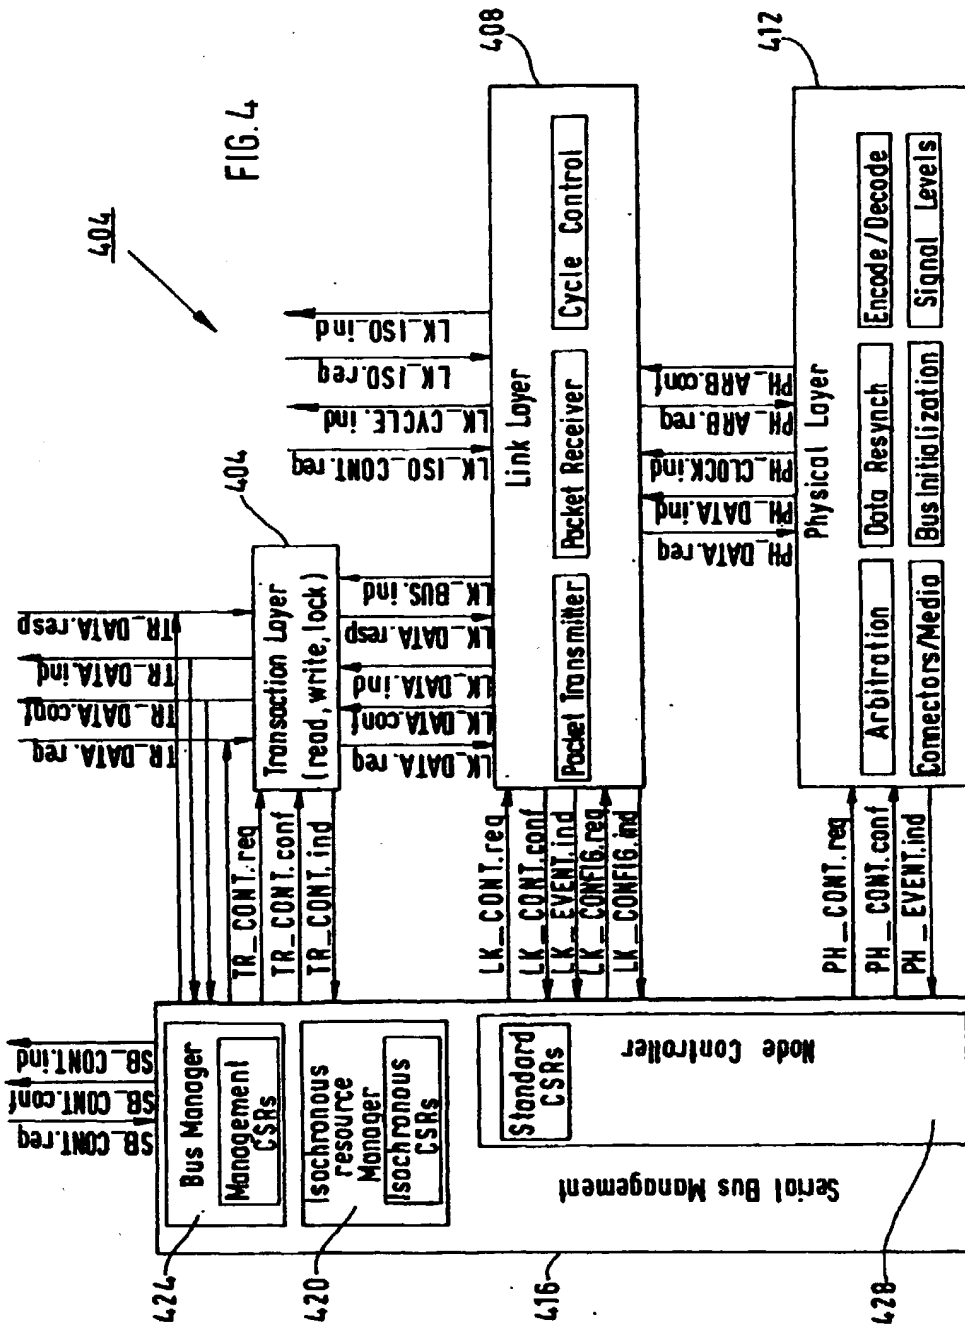 FIG. 4
404
SB_CONT.req
SB_CONT.conf
SB_CONT.ind
TR_DATA.req
TR_DATA.conf
TR_DATA.ind
TR_DATA.resp
424
Bus Manager
Management
CSRs
420
Isochronous
resource
Manager
Isochronous
CSRs
416
Serial Bus Management
428
Node Controller
Standard
CSRs
TR_CONT.req
TR_CONT.conf
TR_CONT.ind
404
Transaction Layer
(read, write, lock)
LK_DATA.req
LK_DATA.conf
LK_DATA.ind
LK_DATA.resp
LK_BUS.ind
LK_ISO_CONT.req
LK_CYCLE.ind
LK_ISO.req
LK_ISO.ind
LK_CONT.req
LK_CONT.conf
LK_EVENT.ind
LK_CONFIG.req
LK_CONFIG.ind
408
Link Layer
Packet Transmitter
Packet Receiver
Cycle Control
PH_DATA.req
PH_DATA.ind
PH_CLOCK.ind
PH_ARB.req
PH_ARB.conf
PH_CONT.req
PH_CONT.conf
PH_EVENT.ind
412
Physical Layer
Arbitration
Data Resynch
Encode/Decode
Connectors/Media
Bus Initialization
Signal Levels